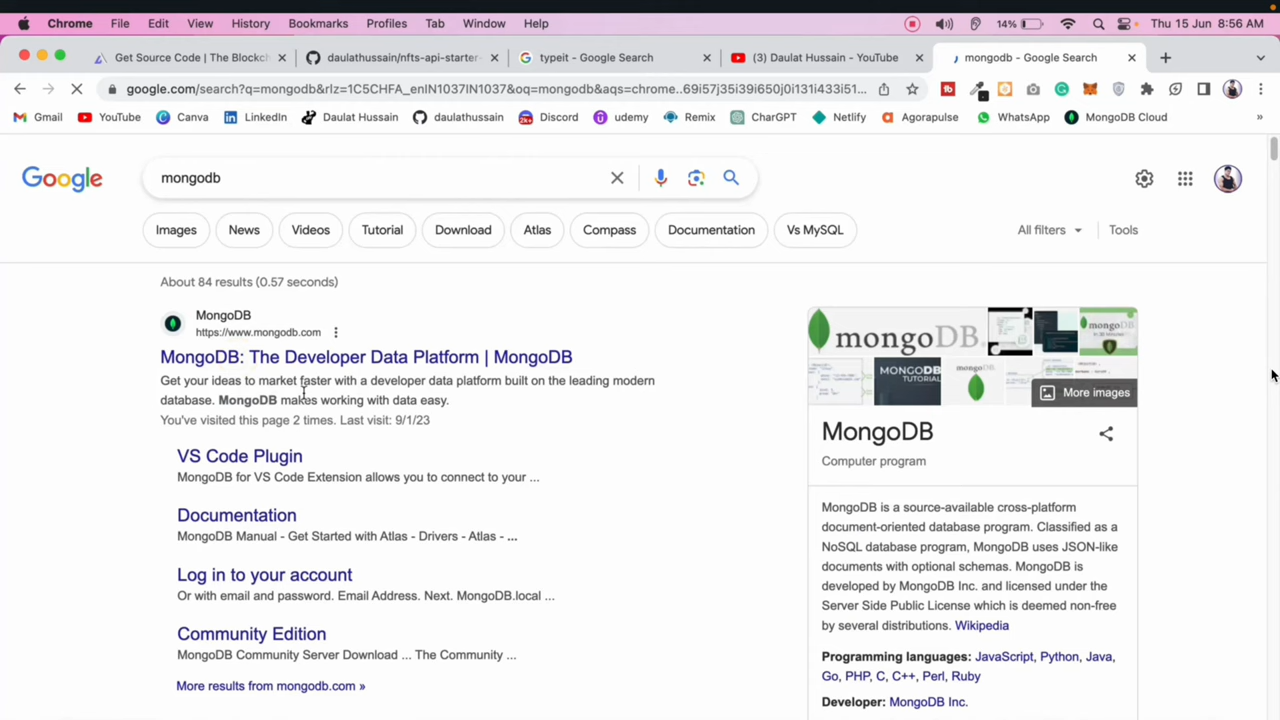 Chrome File Edit View History Bookmarks Profiles Tab Window Help 14% Thu 15 Jun 8:56 AM
Get Source Code | The Blockch daulathussain/nfts-api-starter- typeit - Google Search (3) Daulat Hussain - YouTube mongodb - Google Search
google.com/search?q=mongodb&rlz=1C5CHFA_enIN1037IN1037&oq=mongodb&aqs=chrome..69i57j35i39i650j0i131i433i51...
Gmail YouTube Canva LinkedIn Daulat Hussain daulathussain Discord udemy Remix CharGPT Netlify Agorapulse WhatsApp MongoDB Cloud »
Google mongodb
Images News Videos Tutorial Download Atlas Compass Documentation Vs MySQL All filters Tools
About 84 results (0.57 seconds)
MongoDB
https://www.mongodb.com
MongoDB: The Developer Data Platform | MongoDB
Get your ideas to market faster with a developer data platform built on the leading modern
database. MongoDB makes working with data easy.
You've visited this page 2 times. Last visit: 9/1/23
VS Code Plugin
MongoDB for VS Code Extension allows you to connect to your ...
Documentation
MongoDB Manual - Get Started with Atlas - Drivers - Atlas - ...
Log in to your account
Or with email and password. Email Address. Next. MongoDB.local ...
Community Edition
MongoDB Community Server Download ... The Community ...
More results from mongodb.com »
mongoDB.
MONGODB
TUTORIAL
More images
MongoDB
Computer program
MongoDB is a source-available cross-platform
document-oriented database program. Classified as a
NoSQL database program, MongoDB uses JSON-like
documents with optional schemas. MongoDB is
developed by MongoDB Inc. and licensed under the
Server Side Public License which is deemed non-free
by several distributions. Wikipedia
Programming languages: JavaScript, Python, Java,
Go, PHP, C, C++, Perl, Ruby
Developer: MongoDB Inc.